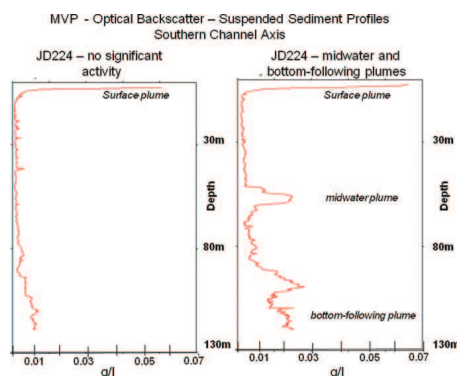 MVP - Optical Backscatter – Suspended Sediment Profiles
Southern Channel Axis
JD224 – no significant
activity
JD224 – midwater and
bottom-following plumes
Surface plume
30m
Depth
80m
130m
0.01
0.03
0.05
0.07
g/l
Surface plume
30m
midwater plume
Depth
80m
bottom-following plume
130m
0.01
0.03
0.05
0.07
g/l